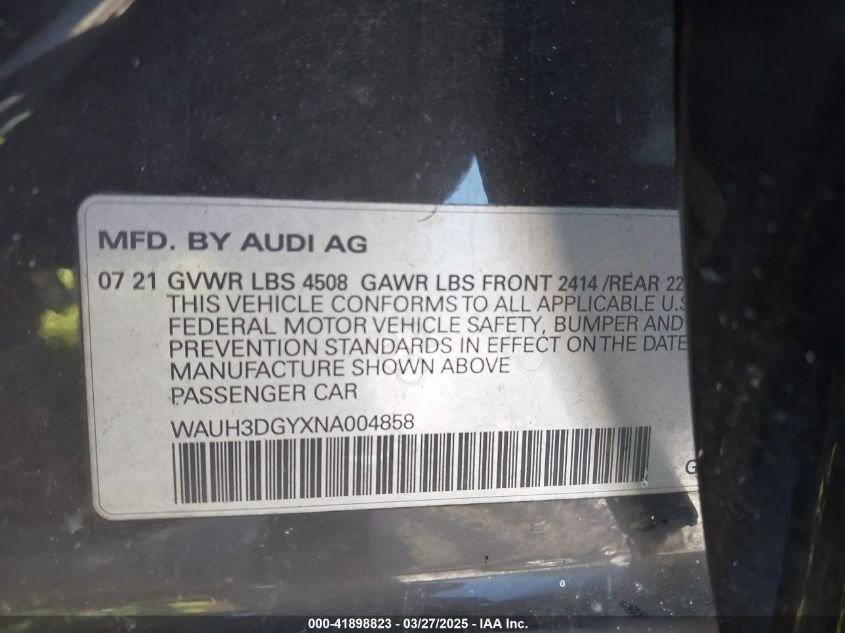 MFD. BY AUDI AG
07 21 GVWR LBS 4508 GAWR LBS FRONT 2414 /REAR 22
THIS VEHICLE CONFORMS TO ALL APPLICABLE U.S
FEDERAL MOTOR VEHICLE SAFETY, BUMPER AND
PREVENTION STANDARDS IN EFFECT ON THE DATE
MANUFACTURE SHOWN ABOVE
PASSENGER CAR
WAUH3DGYXNA004858
G
000-41898823 - 03/27/2025 - IAA Inc.